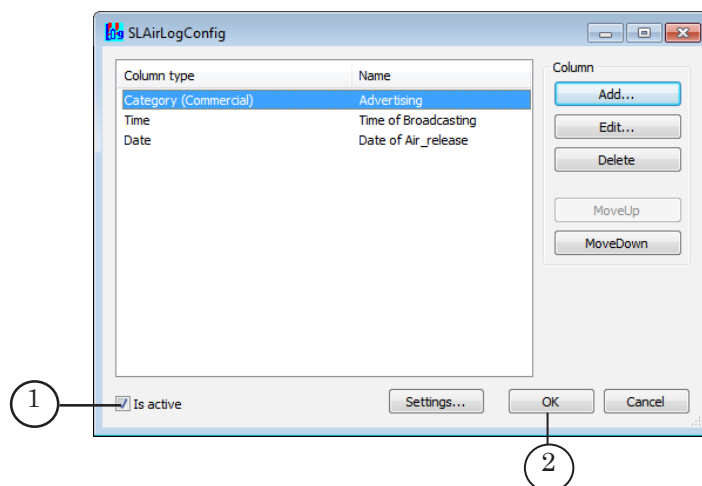 SLAirLogConfig
Column type Name
Category (Commercial) Advertising
Time Time of Broadcasting
Date Date of Air_release
Column
Add...
Edit...
Delete
MoveUp
MoveDown
1
Is active
Settings...
OK
Cancel
2